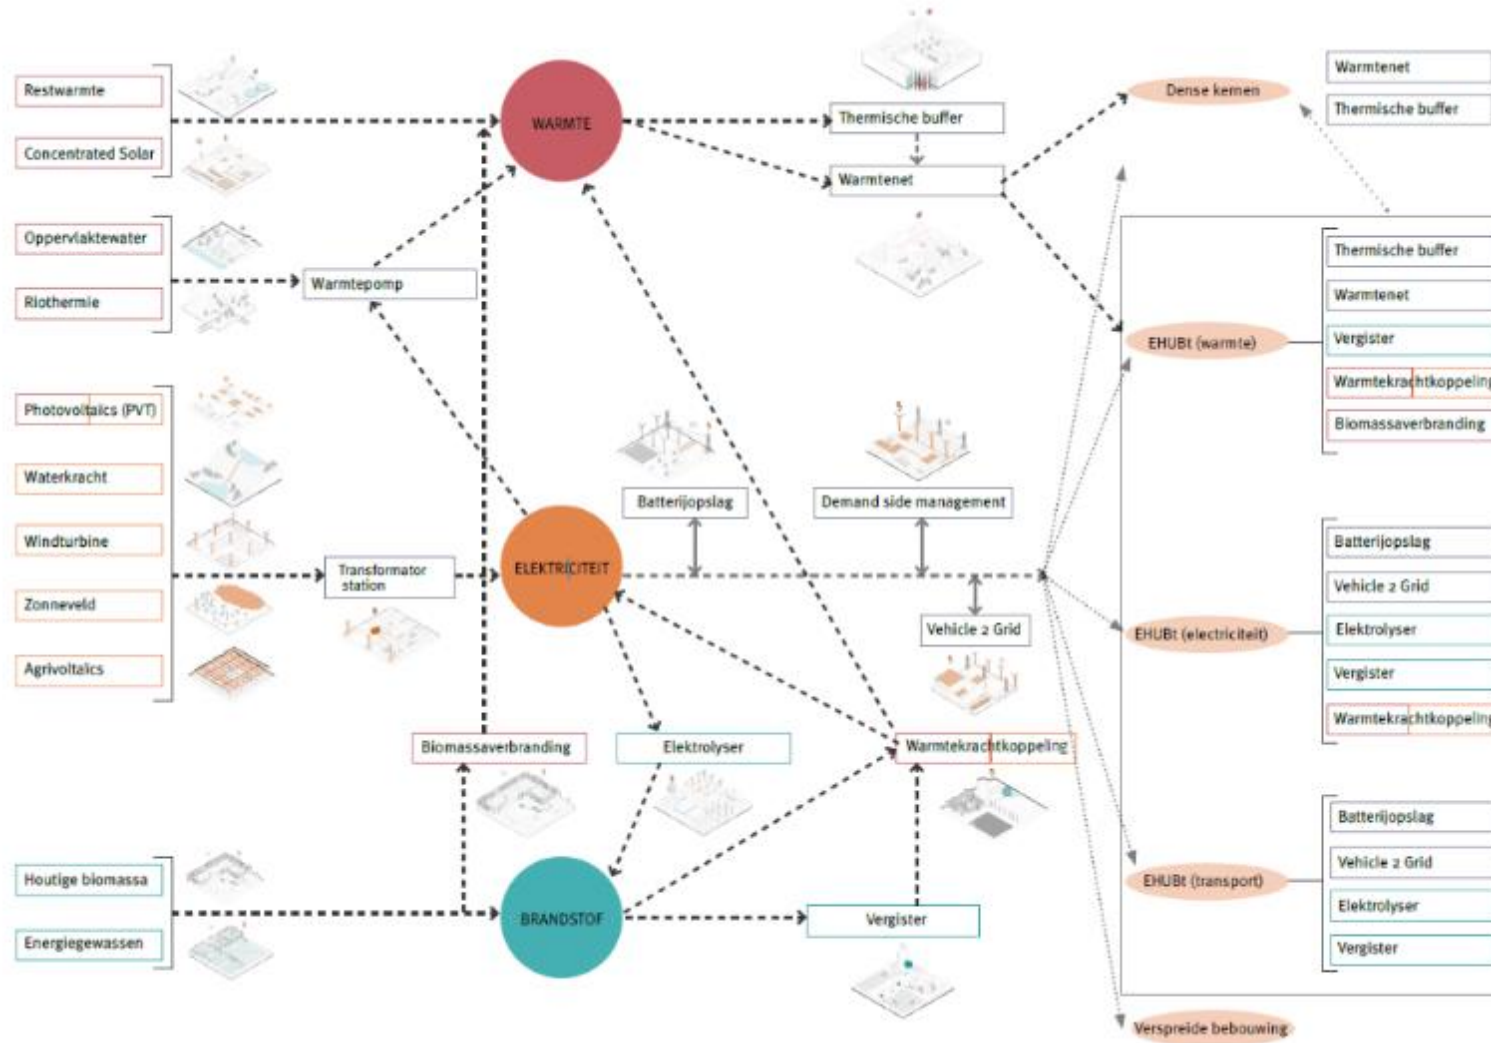 Restwarmte
Concentrated Solar
Oppervlaktewater
Riothermie
Photovoltaics (PVT)
Waterkracht
Windturbine
Zonneveld
Agrivoltaics
Houtige biomassa
Energiegewassen
Warmtepomp
Transformator
station
Biomassaverbranding
WARMTE
ELEKTRICITEIT
BRANDSTOF
Elektrolyser
Batterijopslag
Demand side management
Vehicle 2 Grid
Warmtekrachtkoppeling
Vergister
Thermische buffer
Warmtenet
Dense kernen
Warmtenet
Thermische buffer
EHUBt (warmte)
Thermische buffer
Warmtenet
Vergister
Warmtekrachtkoppeling
Biomassaverbranding
EHUBt (electriciteit)
Batterijopslag
Vehicle 2 Grid
Elektrolyser
Vergister
Warmtekrachtkoppeling
EHUBt (transport)
Batterijopslag
Vehicle 2 Grid
Elektrolyser
Vergister
Verspreide bebouwing